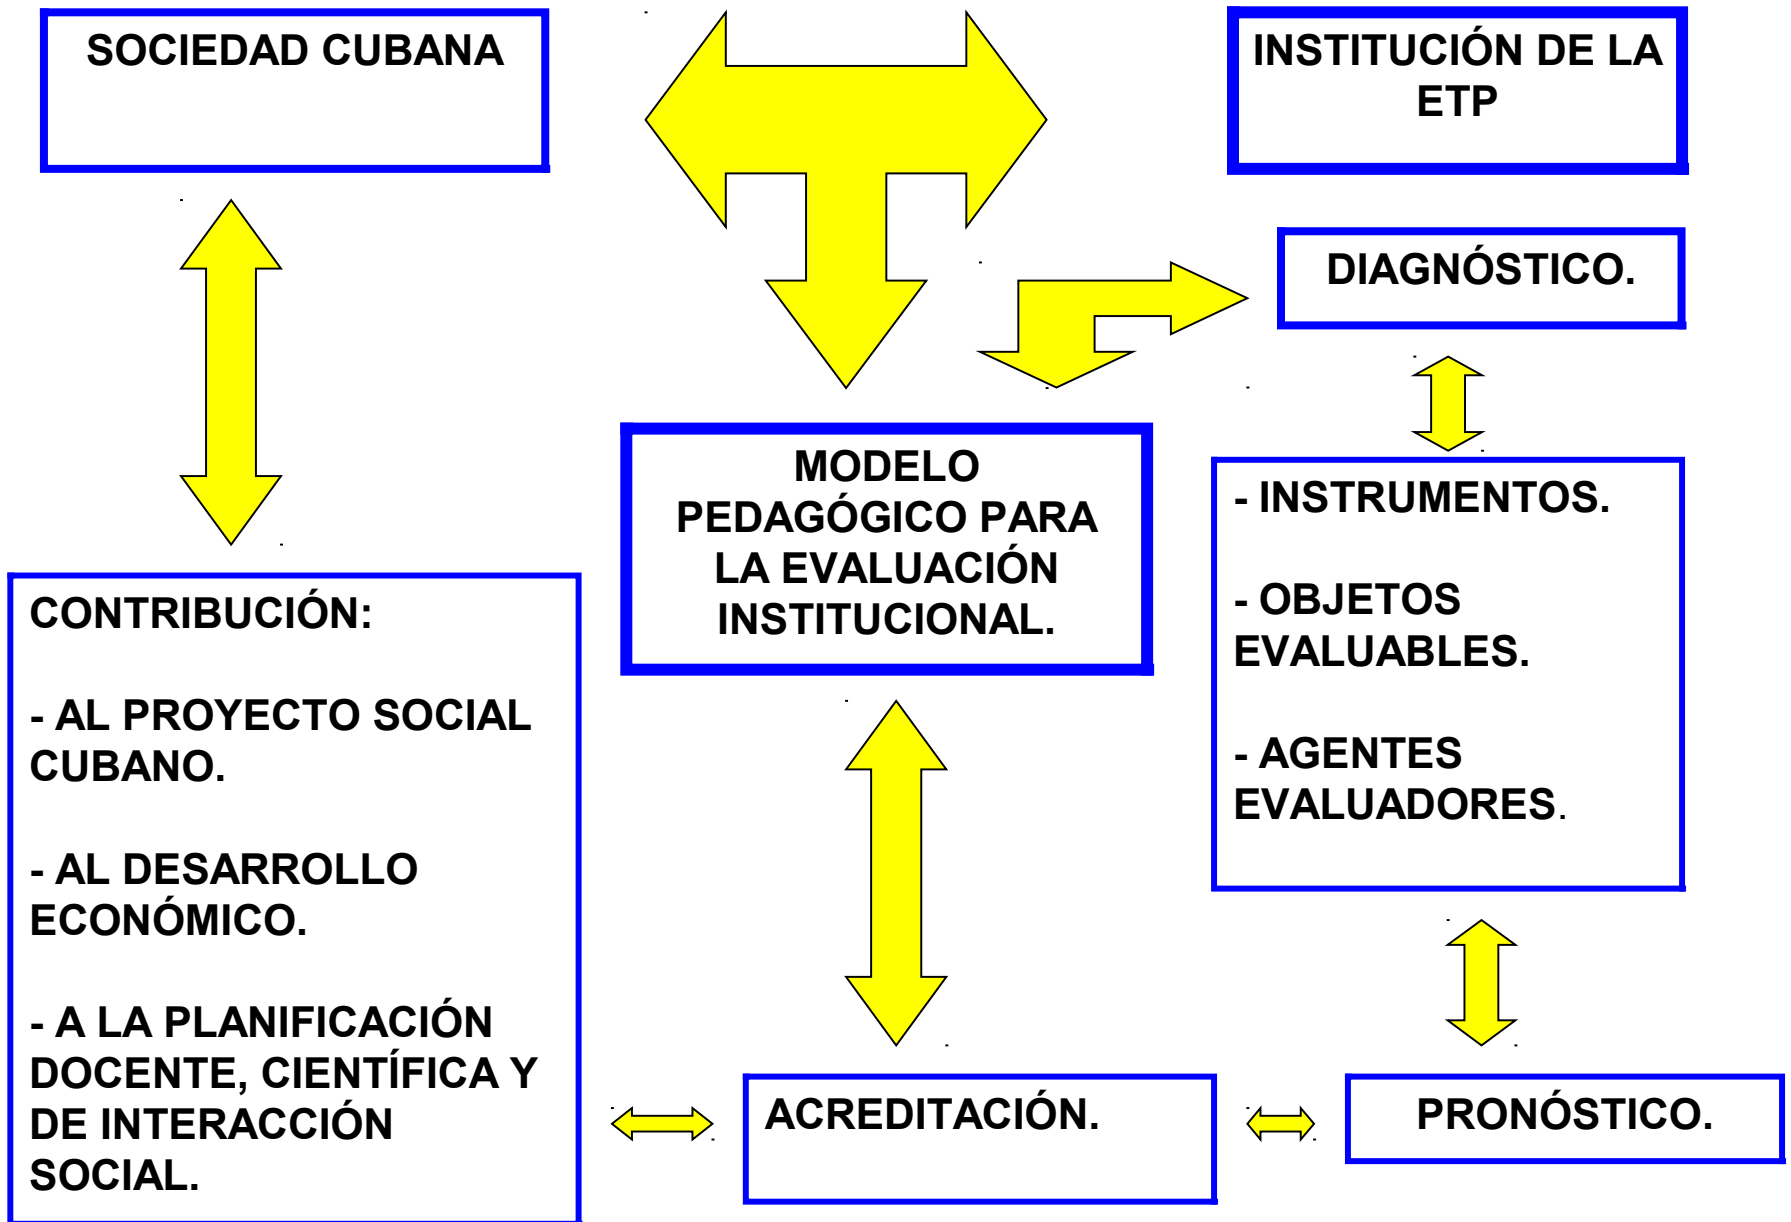 SOCIEDAD CUBANA
INSTITUCIÓN DE LA
ETP
DIAGNÓSTICO.
MODELO
PEDAGÓGICO PARA
LA EVALUACIÓN
INSTITUCIONAL.
- INSTRUMENTOS.
- OBJETOS
EVALUABLES.
- AGENTES
EVALUADORES.
CONTRIBUCIÓN:
- AL PROYECTO SOCIAL
CUBANO.
- AL DESARROLLO
ECONÓMICO.
- A LA PLANIFICACIÓN
DOCENTE, CIENTÍFICA Y
DE INTERACCIÓN
SOCIAL.
ACREDITACIÓN.
PRONÓSTICO.